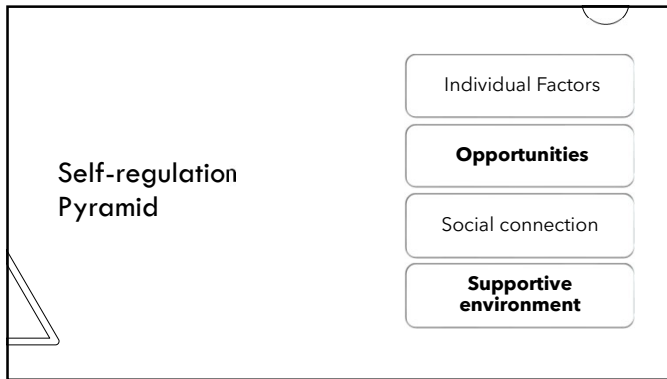 Self-regulation
Pyramid
Individual Factors
Opportunities
Social connection
Supportive
environment